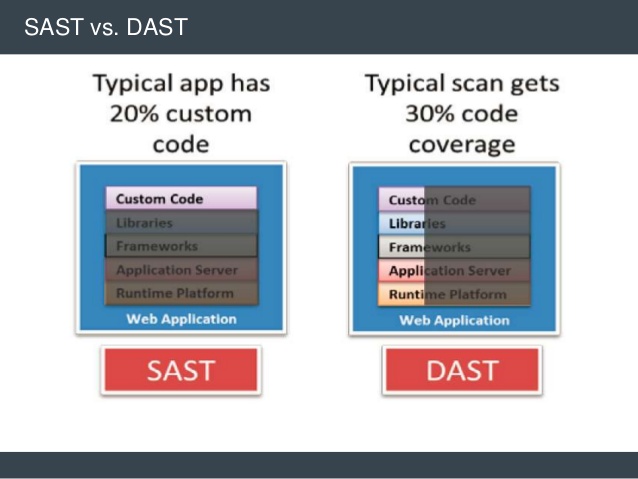 SAST vs. DAST
Typical app has
20% custom
code
Custom Code
Libraries
Frameworks
Application Server
Runtime Platform
Web Application
SAST
Typical scan gets
30% code
coverage
Custom Code
Libraries
Frameworks
Application Server
Runtime Platform
Web Application
DAST